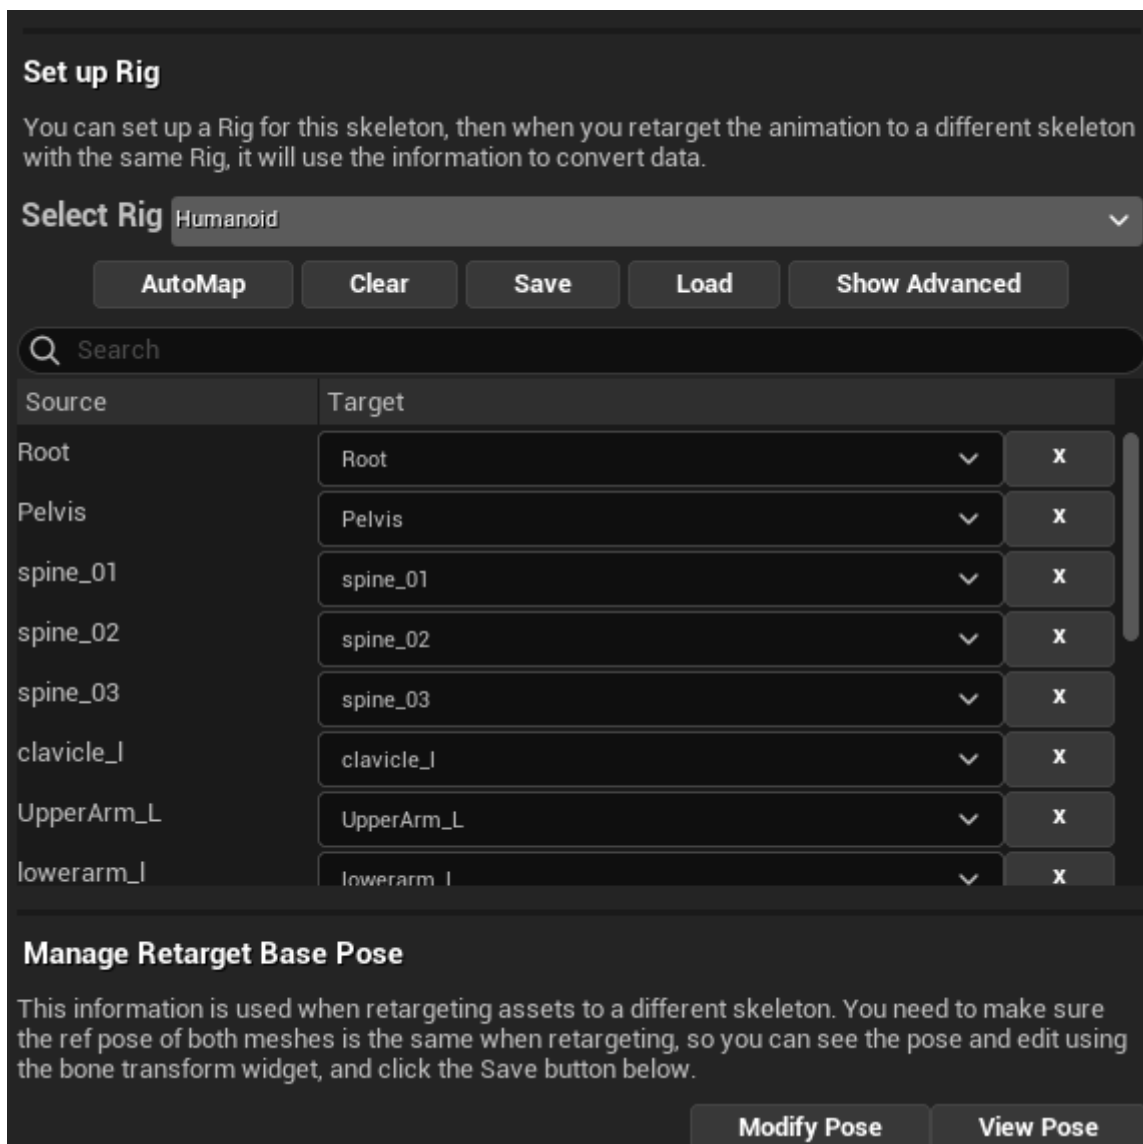 Set up Rig
You can set up a Rig for this skeleton, then when you retarget the animation to a different skeleton
with the same Rig, it will use the information to convert data.
Select Rig Humanoid
AutoMap Clear Save Load Show Advanced
Search
Source Target
Root Root x
Pelvis Pelvis x
spine_01 spine_01 x
spine_02 spine_02 x
spine_03 spine_03 x
clavicle_l clavicle_l x
UpperArm_L UpperArm_L x
lowerarm_l lowerarm_l x
Manage Retarget Base Pose
This information is used when retargeting assets to a different skeleton. You need to make sure
the ref pose of both meshes is the same when retargeting, so you can see the pose and edit using
the bone transform widget, and click the Save button below.
Modify Pose View Pose